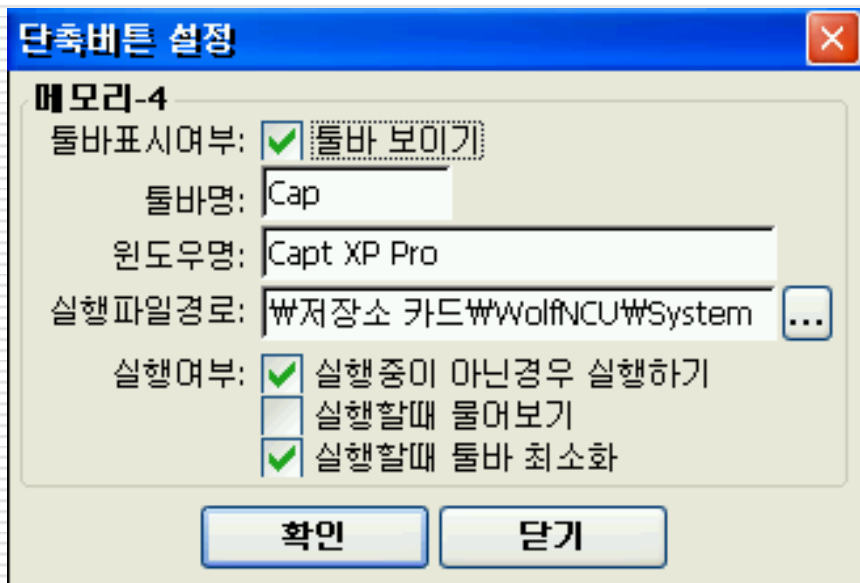 단축버튼 설정
메모리-4
툴바표시여부: 툴바 보이기
툴바명: Cap
윈도우명: Capt XP Pro
실행파일경로: ₩저장소 카드₩WolfNCU₩System ...
실행여부: 실행중이 아닌경우 실행하기
실행할때 물어보기
실행할때 툴바 최소화
확인 닫기